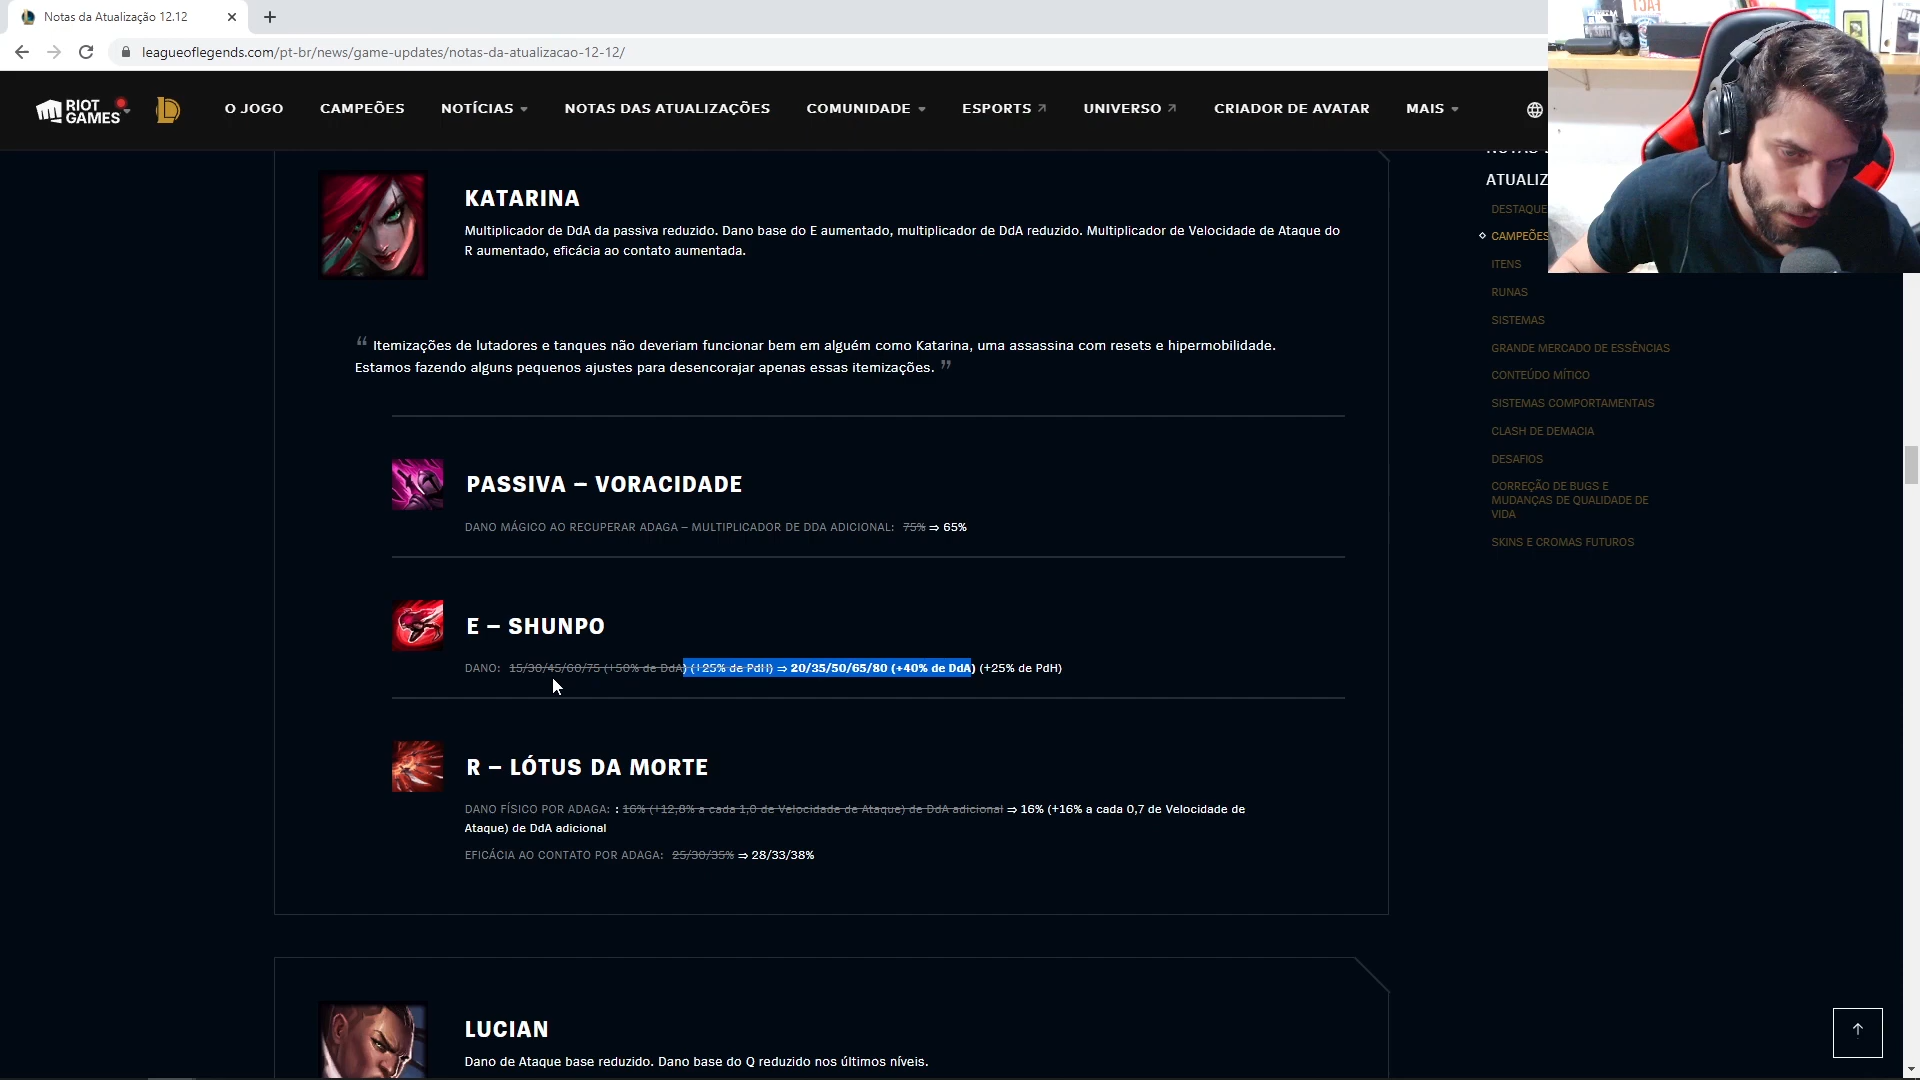 Notas da Atualização 12.12
leagueoflegends.com/pt-br/news/game-updates/notas-da-atualizacao-12-12/
RIOT GAMES
O JOGO
CAMPEÕES
NOTÍCIAS
NOTAS DAS ATUALIZAÇÕES
COMUNIDADE
ESPORTS
UNIVERSO
CRIADOR DE AVATAR
MAIS
KATARINA
Multiplicador de DdA da passiva reduzido. Dano base do E aumentado, multiplicador de DdA reduzido. Multiplicador de Velocidade de Ataque do
R aumentado, eficácia ao contato aumentada.
“ Itemizações de lutadores e tanques não deveriam funcionar bem em alguém como Katarina, uma assassina com resets e hipermobilidade.
Estamos fazendo alguns pequenos ajustes para desencorajar apenas essas itemizações. ”
PASSIVA – VORACIDADE
DANO MÁGICO AO RECUPERAR ADAGA – MULTIPLICADOR DE DDA ADICIONAL: 75% ⇒ 65%
E – SHUNPO
DANO: 15/30/45/60/75 (+50% de DdA) (+25% de PdH) ⇒ 20/35/50/65/80 (+40% de DdA) (+25% de PdH)
R – LÓTUS DA MORTE
DANO FÍSICO POR ADAGA: : 16% (+12,8% a cada 1,0 de Velocidade de Ataque) de DdA adicional ⇒ 16% (+16% a cada 0,7 de Velocidade de
Ataque) de DdA adicional
EFICÁCIA AO CONTATO POR ADAGA: 25/30/35% ⇒ 28/33/38%
LUCIAN
Dano de Ataque base reduzido. Dano base do Q reduzido nos últimos níveis.
ATUALIZ
DESTAQUE
CAMPEÕES
ITENS
RUNAS
SISTEMAS
GRANDE MERCADO DE ESSÊNCIAS
CONTEÚDO MÍTICO
SISTEMAS COMPORTAMENTAIS
CLASH DE DEMACIA
DESAFIOS
CORREÇÃO DE BUGS E
MUDANÇAS DE QUALIDADE DE
VIDA
SKINS E CROMAS FUTUROS